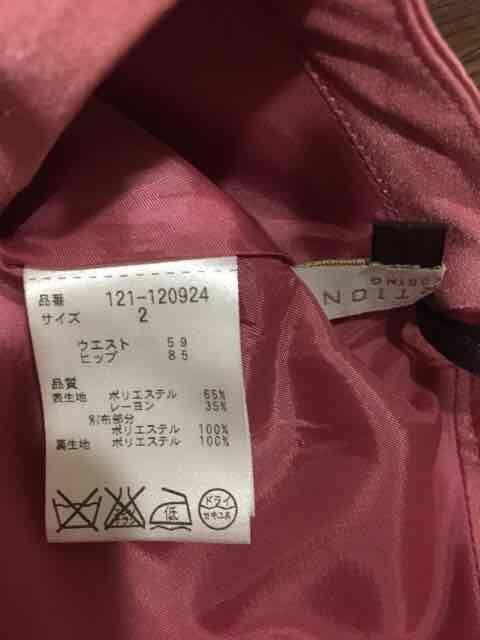 品番 121-120924
サイズ 2
ウエスト 59
ヒップ 85
品質
表生地 ポリエステル 65%
レーヨン 35%
別布部分
ポリエステル 100%
裏生地 ポリエステル 100%
低
ドライ
セキユ系
TION